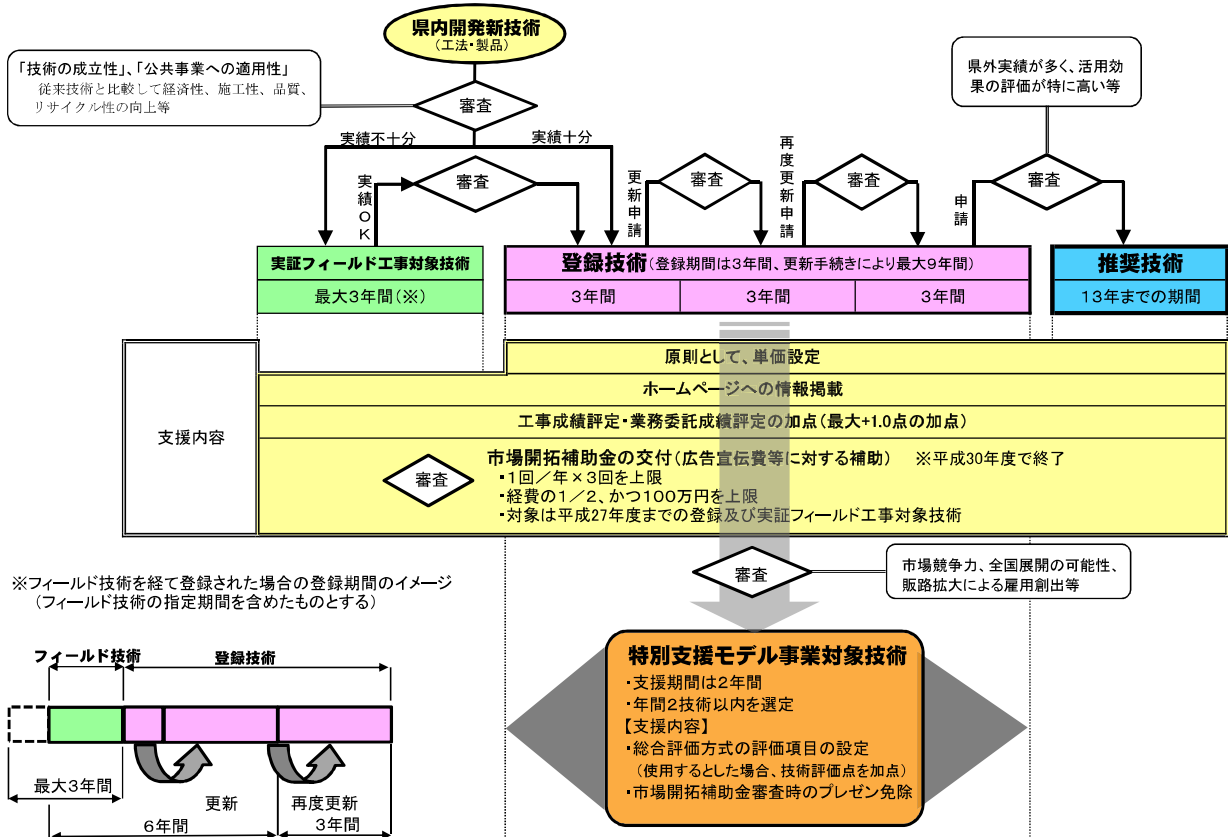 県内開発新技術
(工法・製品)
「技術の成立性」、「公共事業への適用性」
従来技術と比較して経済性、施工性、品質、
リサイクル性の向上等
審査
県外実績が多く、活用効
果の評価が特に高い等
実績不十分
実績十分
実績OK
審査
更新申請
審査
再度更新申請
審査
申請
審査
実証フィールド工事対象技術
最大3年間(※)
登録技術(登録期間は3年間、更新手続きにより最大9年間)
3年間
3年間
3年間
推奨技術
13年までの期間
支援内容
原則として、単価設定
ホームページへの情報掲載
工事成績評定・業務委託成績評定の加点(最大+1.0点の加点)
審査
市場開拓補助金の交付(広告宣伝費等に対する補助) ※平成30年度で終了
・1回/年×3回を上限
・経費の1/2、かつ100万円を上限
・対象は平成27年度までの登録及び実証フィールド工事対象技術
審査
市場競争力、全国展開の可能性、
販路拡大による雇用創出等
※フィールド技術を経て登録された場合の登録期間のイメージ
(フィールド技術の指定期間を含めたものとする)
フィールド技術
登録技術
最大3年間
更新
再度更新
6年間
3年間
特別支援モデル事業対象技術
・支援期間は2年間
・年間2技術以内を選定
【支援内容】
・総合評価方式の評価項目の設定
(使用するとした場合、技術評価点を加点)
・市場開拓補助金審査時のプレゼン免除